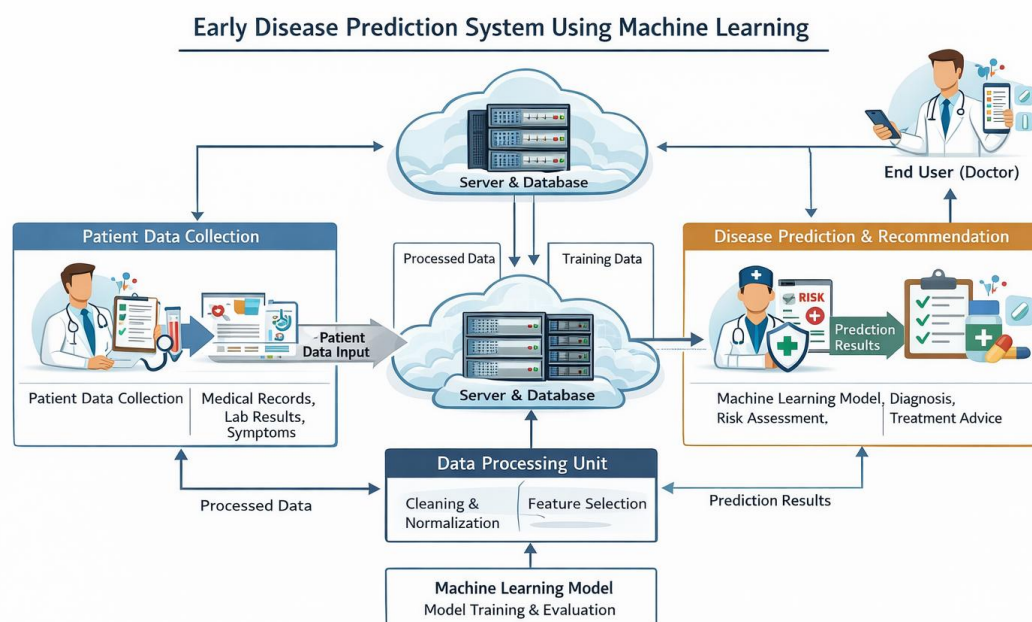 Early Disease Prediction System Using Machine Learning
Server & Database
End User (Doctor)
Patient Data Collection
Processed Data
Training Data
Disease Prediction & Recommendation
RISK
Patient
Data Input
Prediction
Results
Server & Database
Patient Data Collection
Medical Records,
Lab Results,
Symptoms
Machine Learning Model,
Risk Assessment,
Diagnosis,
Treatment Advice
Data Processing Unit
Cleaning &
Normalization
Feature Selection
Processed Data
Prediction Results
Machine Learning Model
Model Training & Evaluation